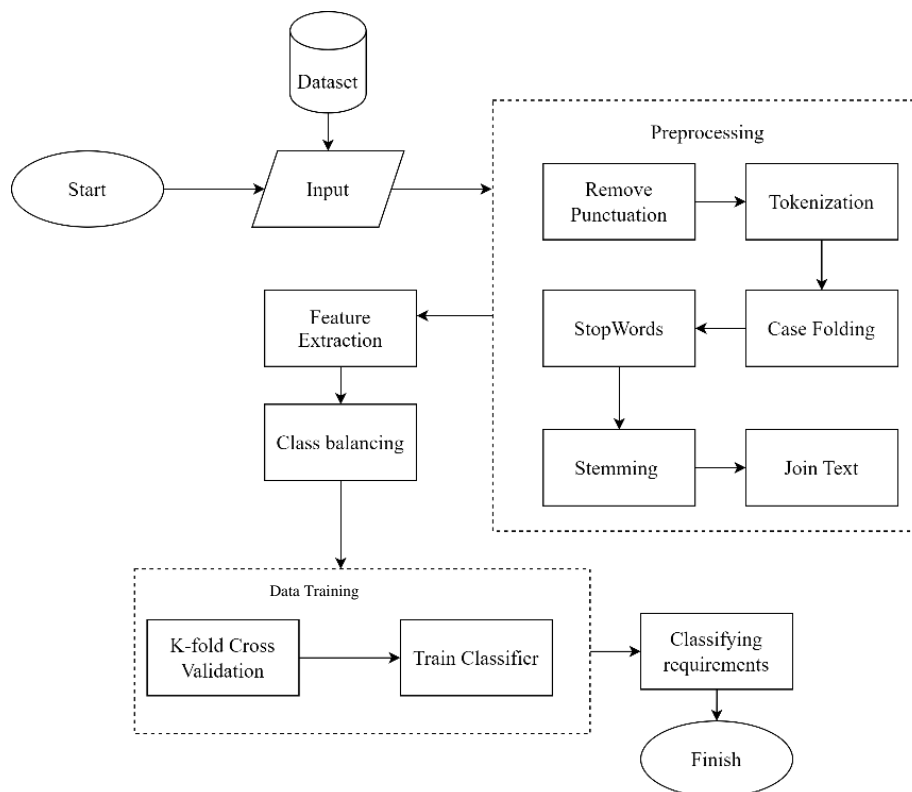 Dataset
Start
Input
Preprocessing
Remove
Punctuation
Tokenization
Case Folding
StopWords
Stemming
Join Text
Feature
Extraction
Class balancing
Data Training
K-fold Cross
Validation
Train Classifier
Classifying
requirements
Finish